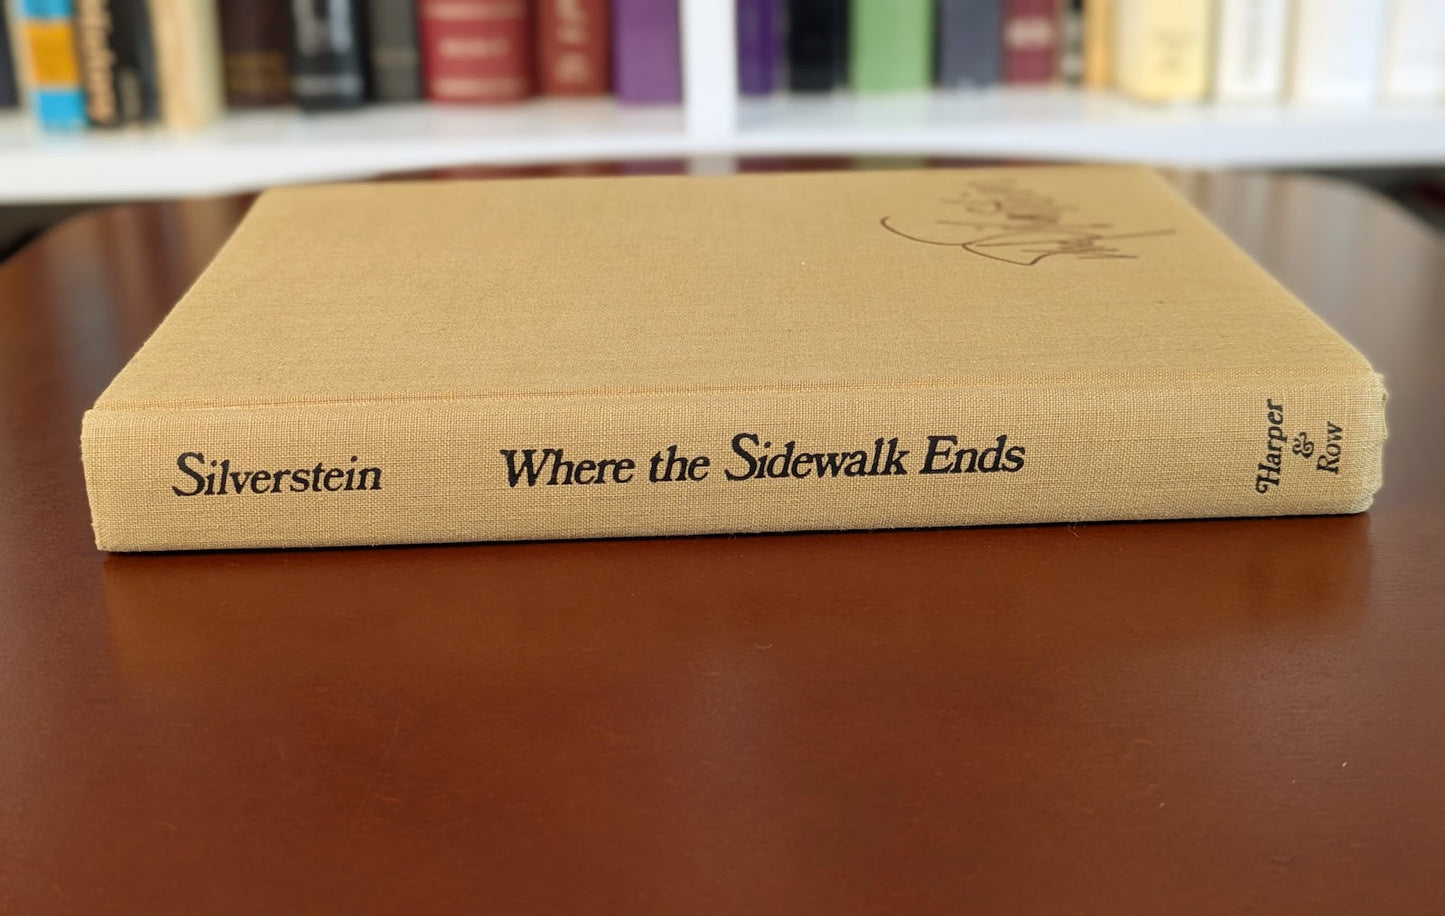 Silverstein
Where the Sidewalk Ends
Harper
&
Row